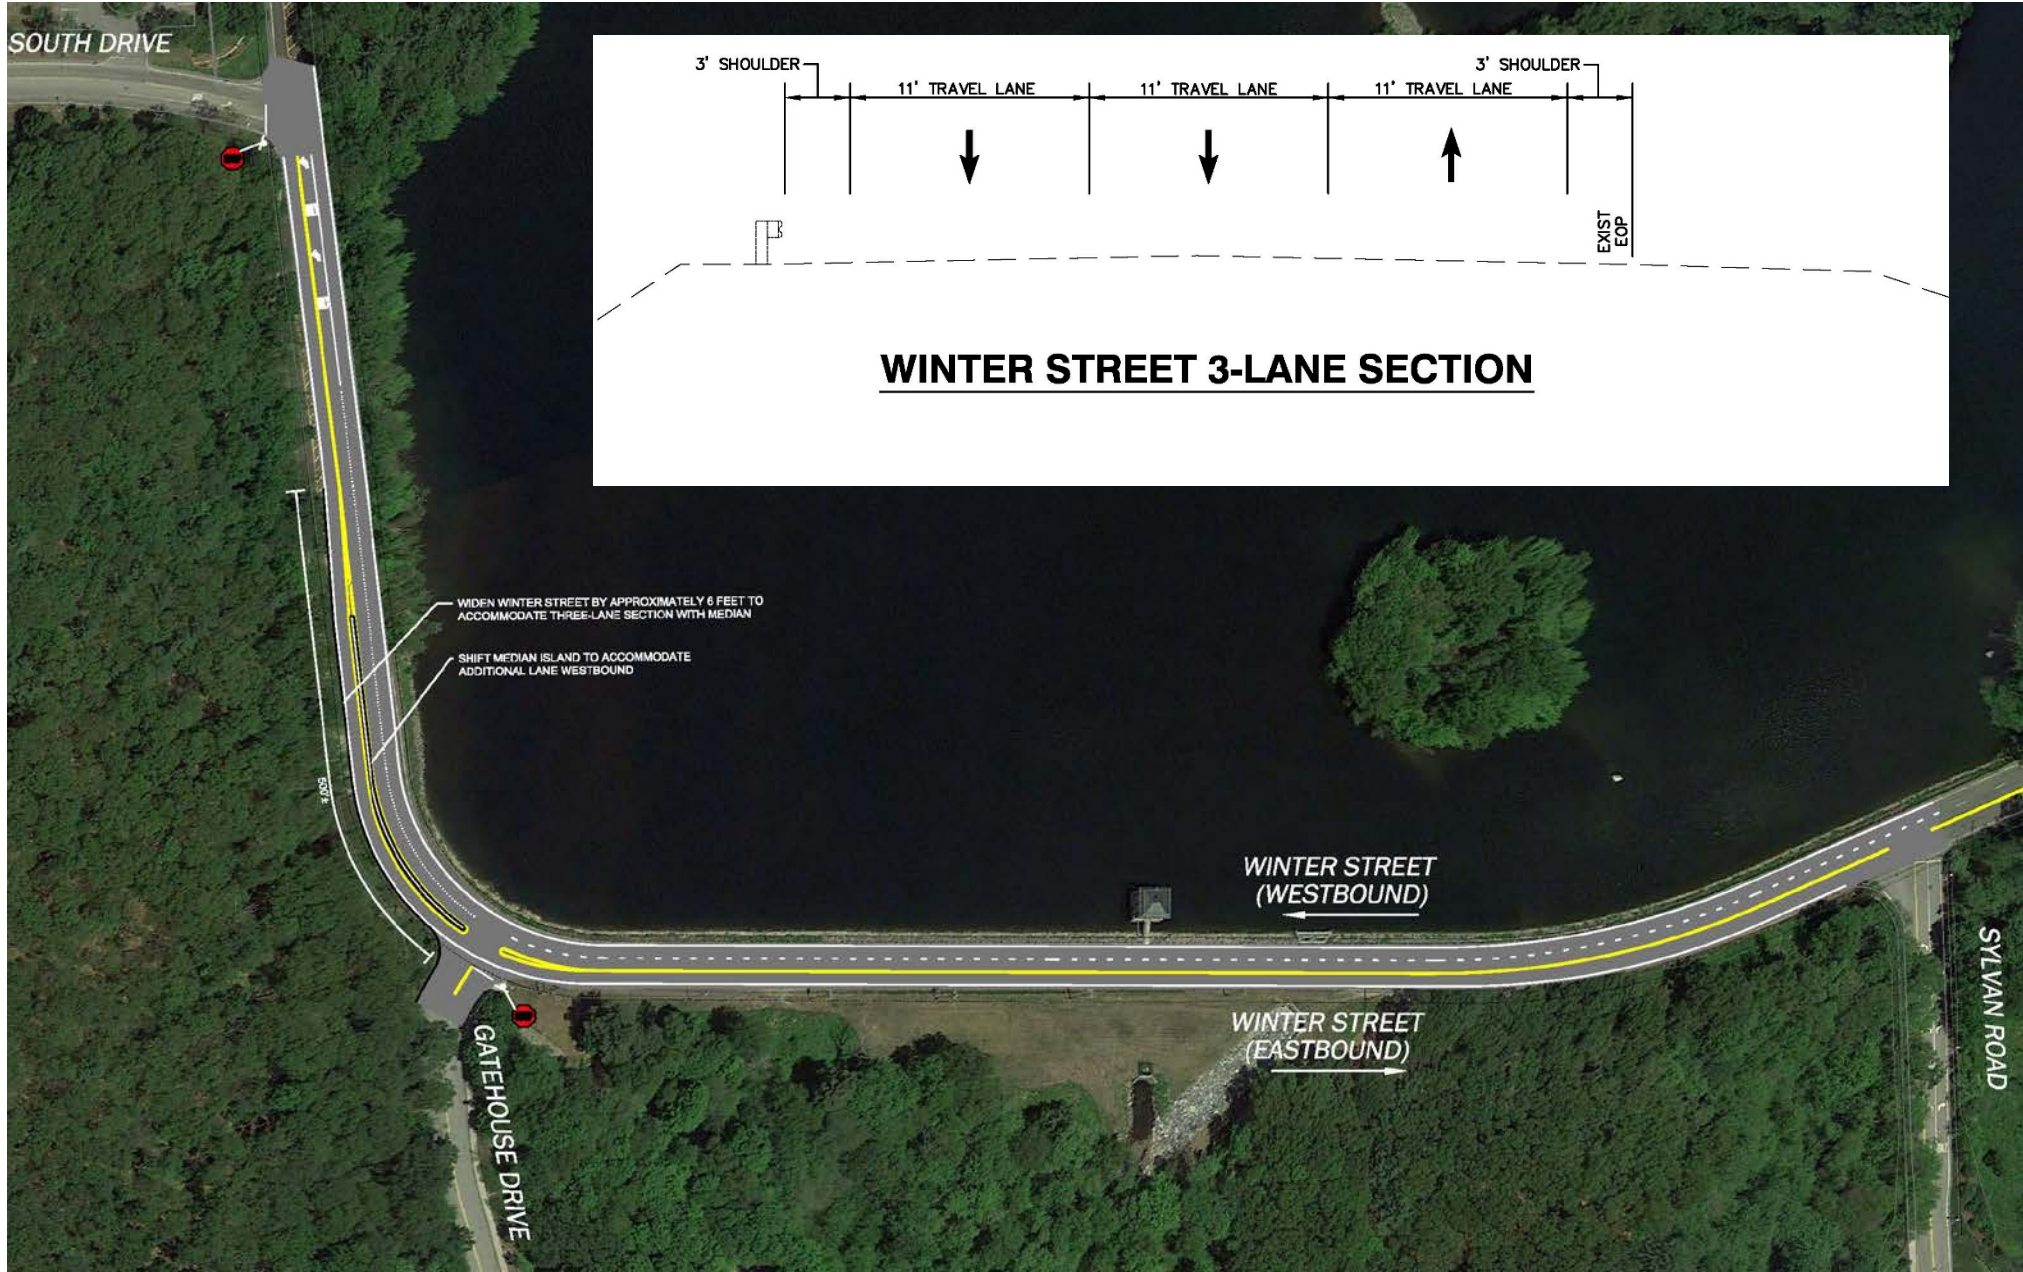 SOUTH DRIVE
3' SHOULDER
3' SHOULDER
11' TRAVEL LANE
11' TRAVEL LANE
11' TRAVEL LANE
EXIST
EOP
WINTER STREET 3-LANE SECTION
WIDEN WINTER STREET BY APPROXIMATELY 6 FEET TO
ACCOMMODATE THREE-LANE SECTION WITH MEDIAN
SHIFT MEDIAN ISLAND TO ACCOMMODATE
ADDITIONAL LANE WESTBOUND
500'±
WINTER STREET
(WESTBOUND)
WINTER STREET
(EASTBOUND)
GATEHOUSE DRIVE
SYLVAN ROAD